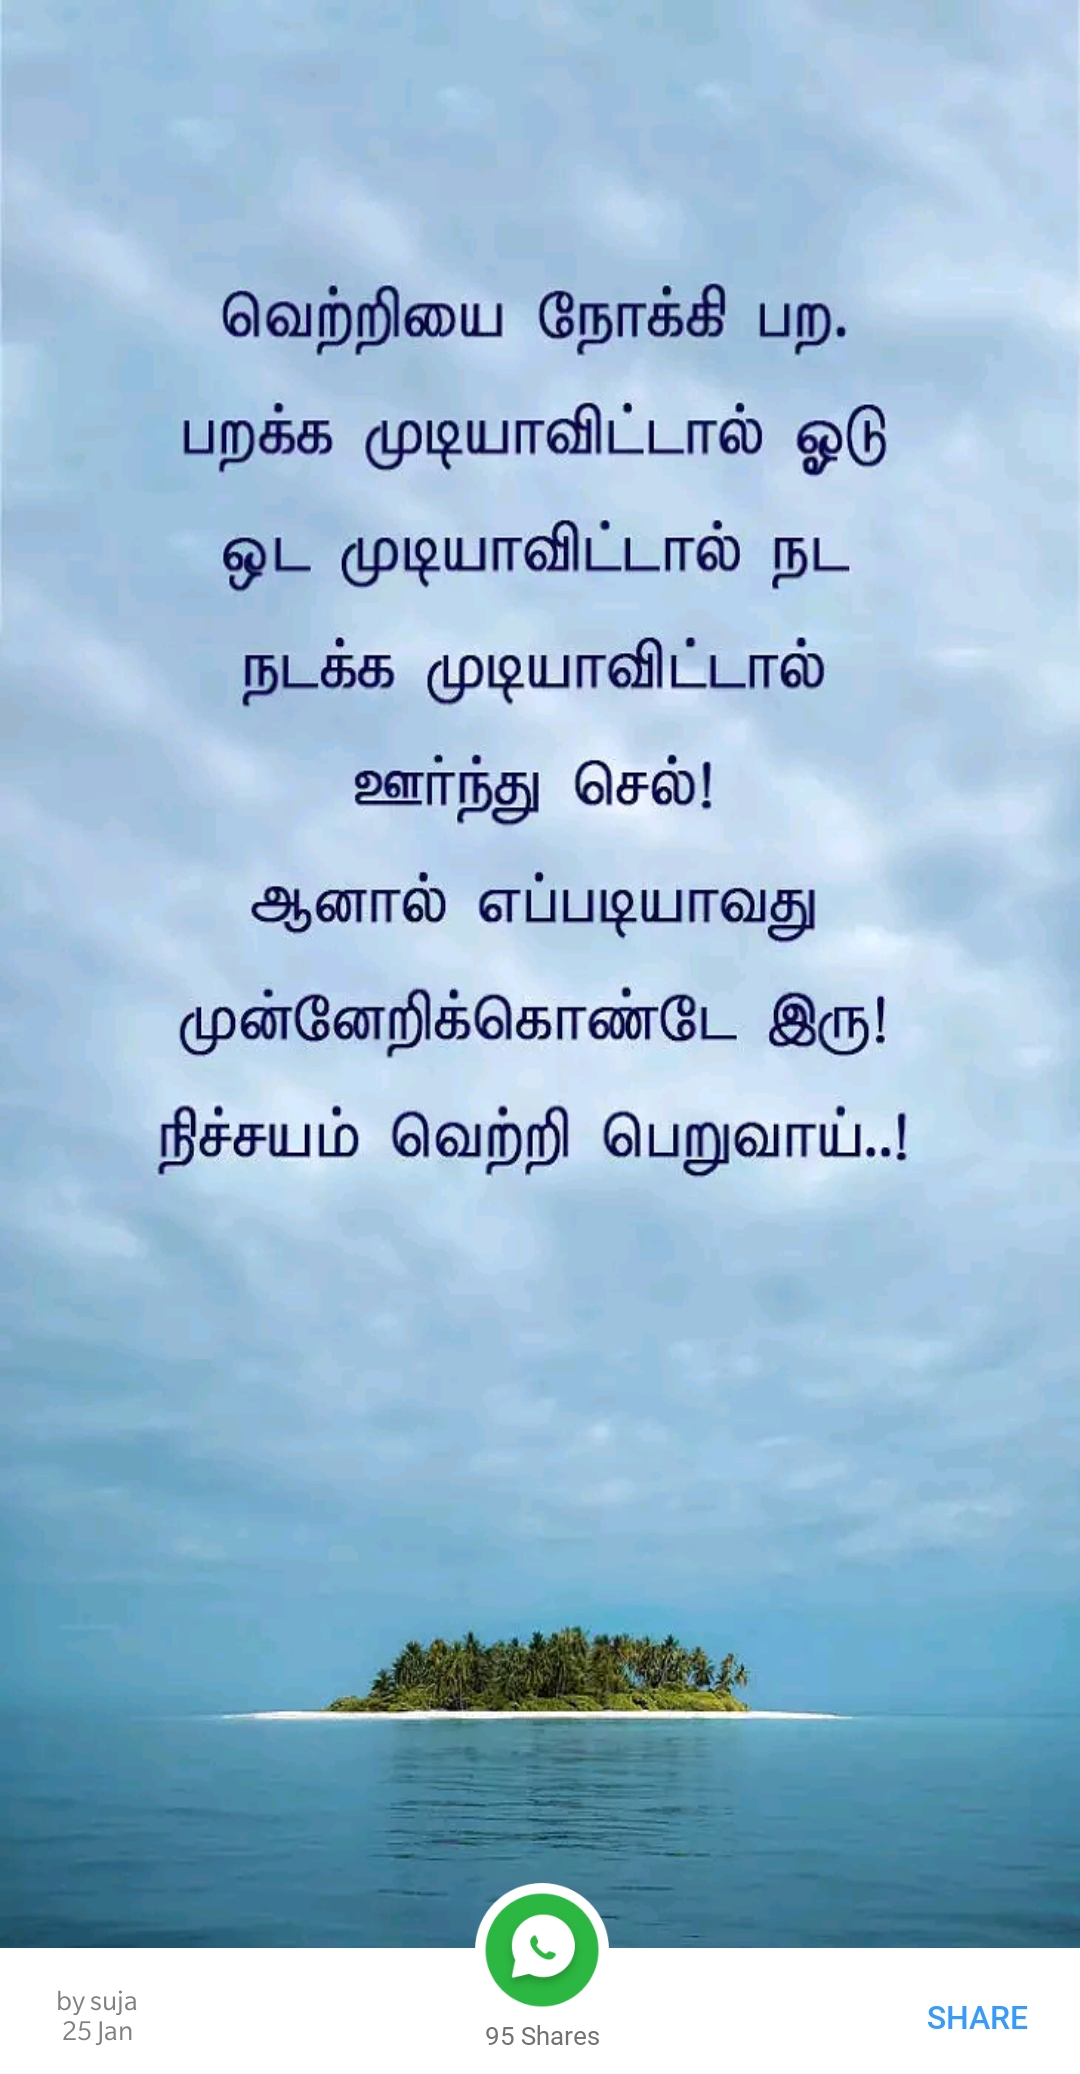 வெற்றியை நோக்கி பற.
பறக்க முடியாவிட்டால் ஓடு
ஒட முடியாவிட்டால் நட
நடக்க முடியாவிட்டால்
ஊர்ந்து செல்!
ஆனால் எப்படியாவது
முன்னேறிக்கொண்டே இரு!
நிச்சயம் வெற்றி பெறுவாய்..!
by suja
25 Jan
95 Shares
SHARE